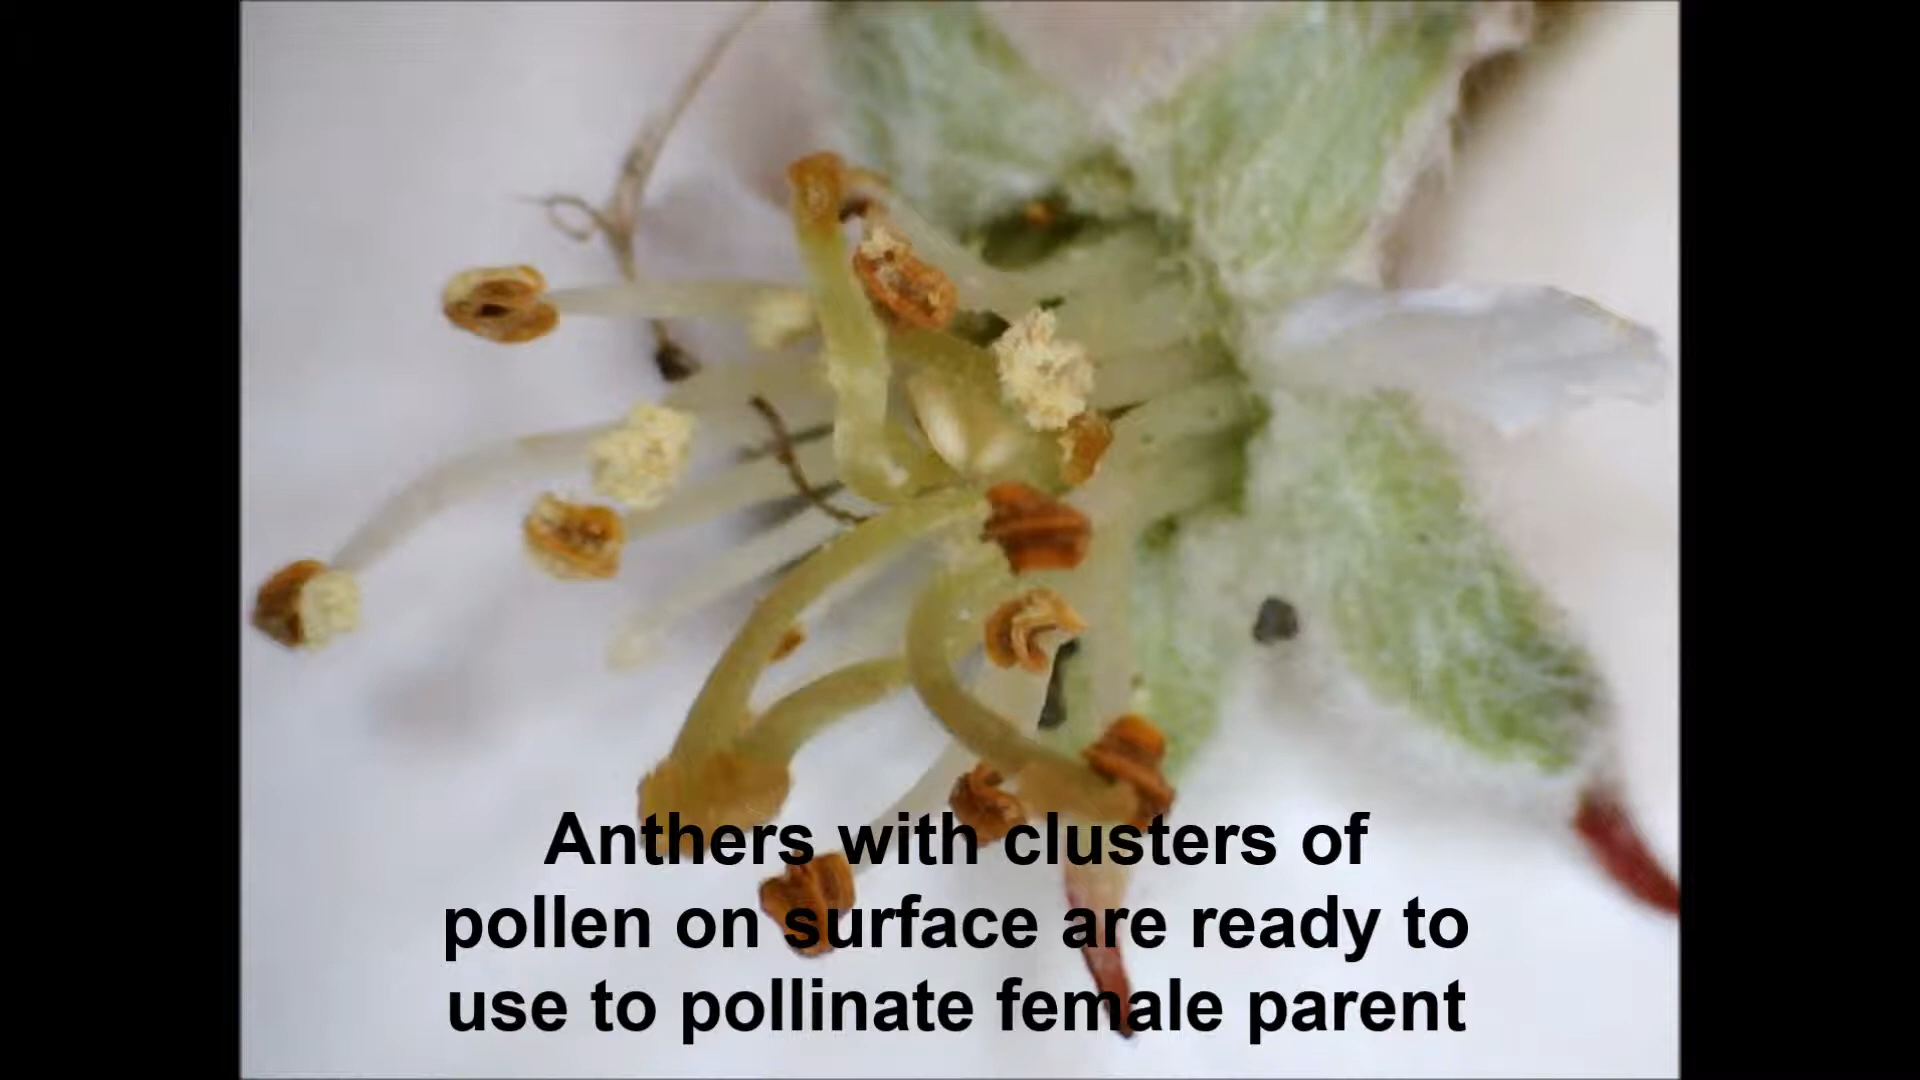 Anthers with clusters of
pollen on surface are ready to
use to pollinate female parent